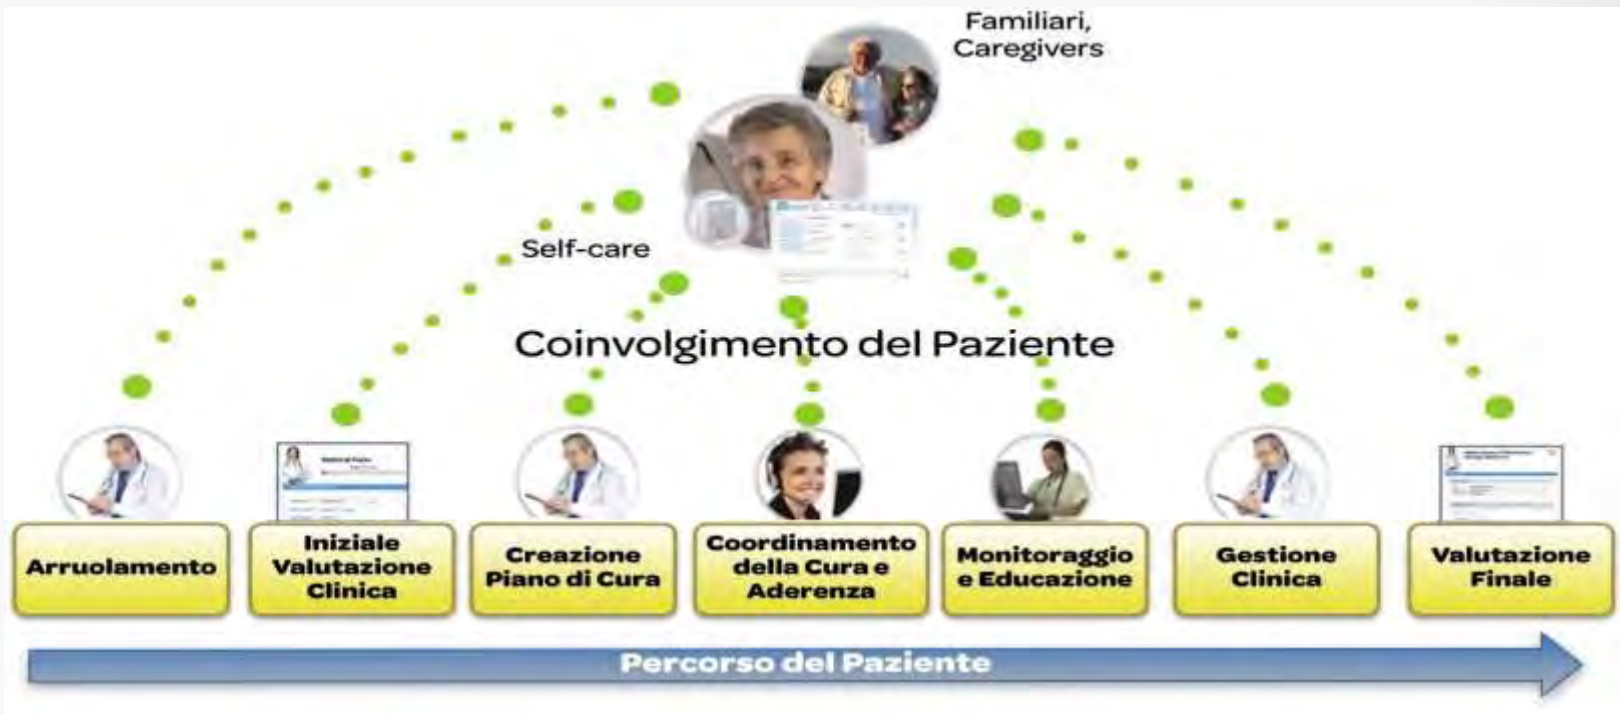 Familiari,
Caregivers
Self-care
Coinvolgimento del Paziente
Arruolamento
Iniziale
Valutazione
Clinica
Creazione
Piano di Cura
Coordinamento
della Cura e
Aderenza
Monitoraggio
e Educazione
Gestione
Clinica
Valutazione
Finale
Percorso del Paziente